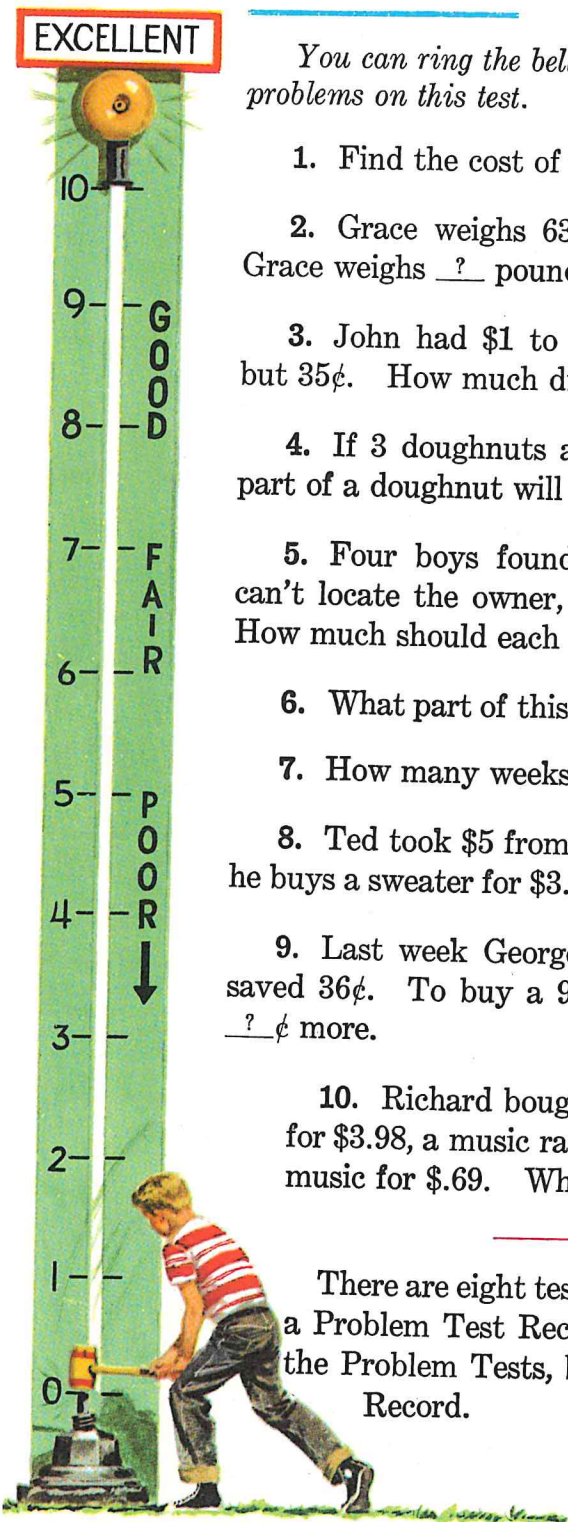 EXCELLENT
10
9
8
7
6
5
4
3
2
1
0
GOOD
FAIR
POOR
You can ring the bel
problems on this test.
1. Find the cost of
2. Grace weighs 63
Grace weighs ? poun
3. John had $1 to
but 35¢. How much d
4. If 3 doughnuts a
part of a doughnut will
5. Four boys found
can't locate the owner,
How much should each
6. What part of this
7. How many weeks
8. Ted took $5 from
he buys a sweater for $3.
9. Last week George
saved 36¢. To buy a 9
? ¢ more.
10. Richard boug
for $3.98, a music ra
music for $.69. Wh
There are eight tes
a Problem Test Rec
the Problem Tests,
Record.